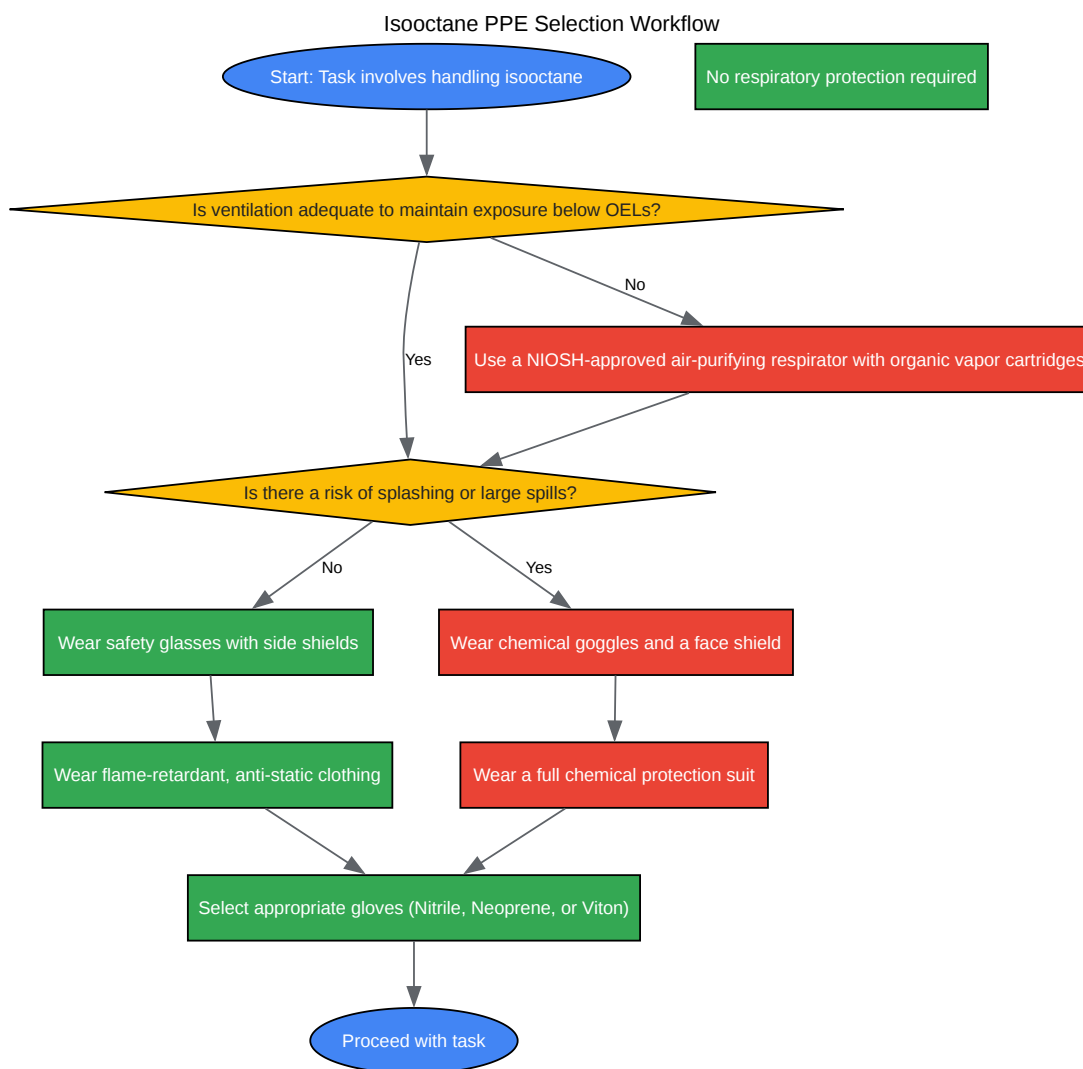 Isooctane PPE Selection Workflow
Start: Task involves handling isooctane
No respiratory protection required
Is ventilation adequate to maintain exposure below OELs?
No
Yes
Use a NIOSH-approved air-purifying respirator with organic vapor cartridges
Is there a risk of splashing or large spills?
No
Yes
Wear safety glasses with side shields
Wear chemical goggles and a face shield
Wear flame-retardant, anti-static clothing
Wear a full chemical protection suit
Select appropriate gloves (Nitrile, Neoprene, or Viton)
Proceed with task